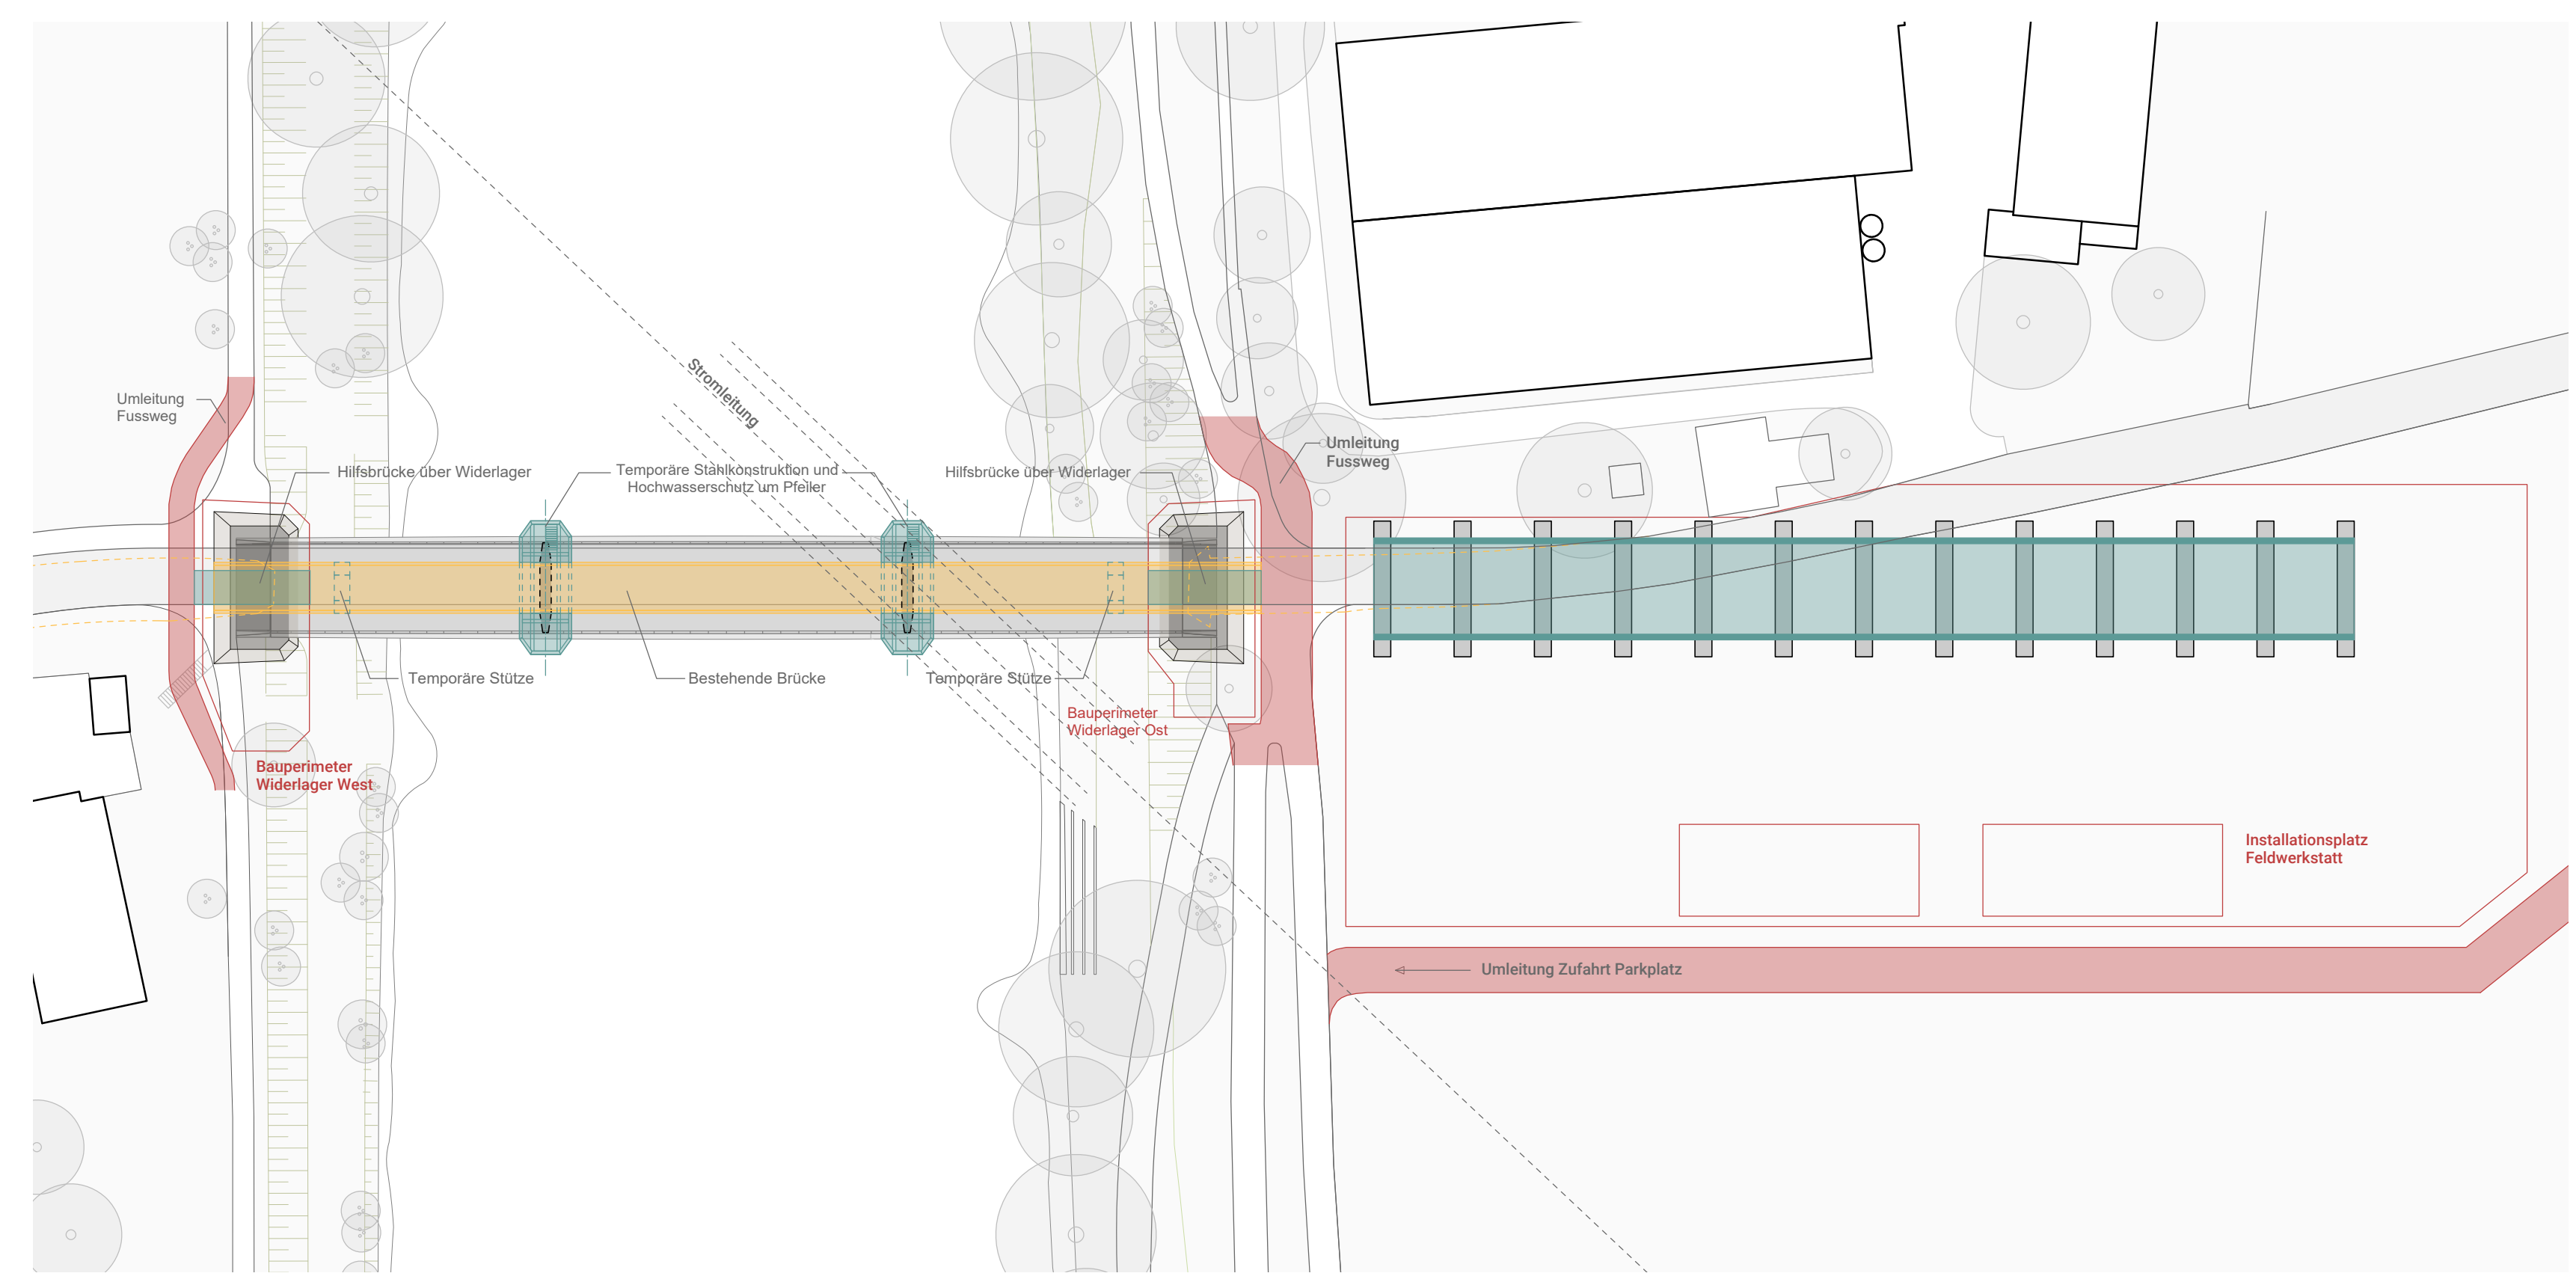 Stromleitung
Umleitung
Fussweg
Hilfsbrücke über Widerlager
Temporäre Stahlkonstruktion und
Hochwasserschutz um Pfeiler
Hilfsbrücke über Widerlager
Umleitung
Fussweg
Temporäre Stütze
Bestehende Brücke
Temporäre Stütze
Bauperimeter
Widerlager Ost
Bauperimeter
Widerlager West
Installationsplatz
Feldwerkstatt
Umleitung Zufahrt Parkplatz